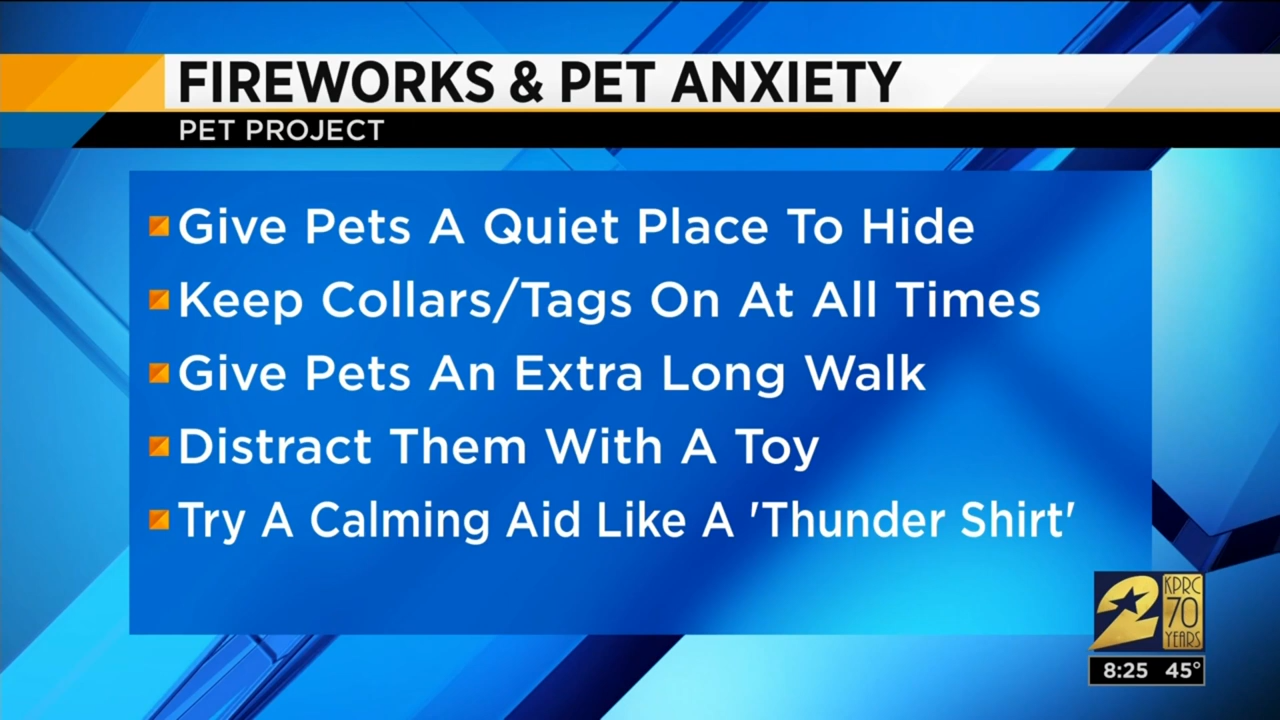 FIREWORKS & PET ANXIETY
PET PROJECT
Give Pets A Quiet Place To Hide
Keep Collars/Tags On At All Times
Give Pets An Extra Long Walk
Distract Them With A Toy
Try A Calming Aid Like A 'Thunder Shirt'
2
KPRC
70
YEARS
8:25 45°